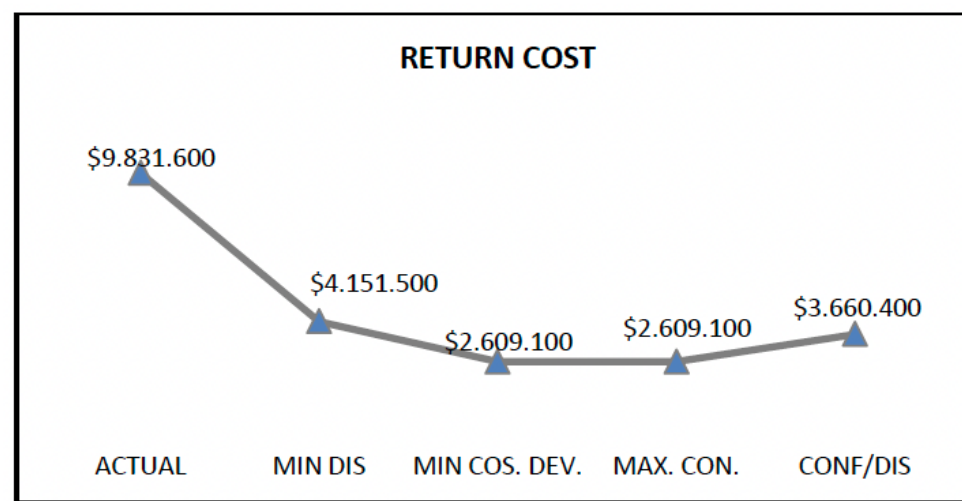 RETURN COST
$9.831.600
$4.151.500
$2.609.100
$2.609.100
$3.660.400
ACTUAL
MIN DIS
MIN COS. DEV.
MAX. CON.
CONF/DIS